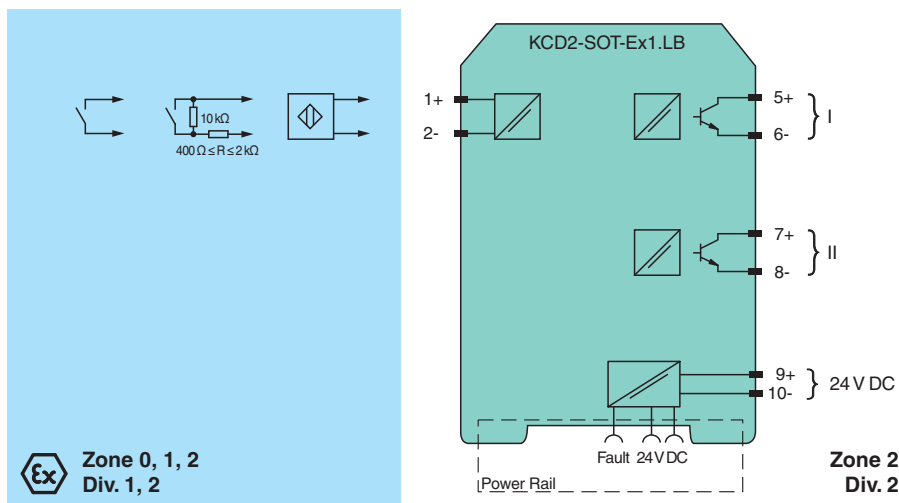 KCD2-SOT-Ex1.LB
10 kΩ
400 Ω ≤ R ≤ 2 kΩ
1+
2-
5+
6-
I
7+
8-
II
9+
10-
24 V DC
Fault 24 V DC
Power Rail
Ex
Zone 0, 1, 2
Div. 1, 2
Zone 2
Div. 2